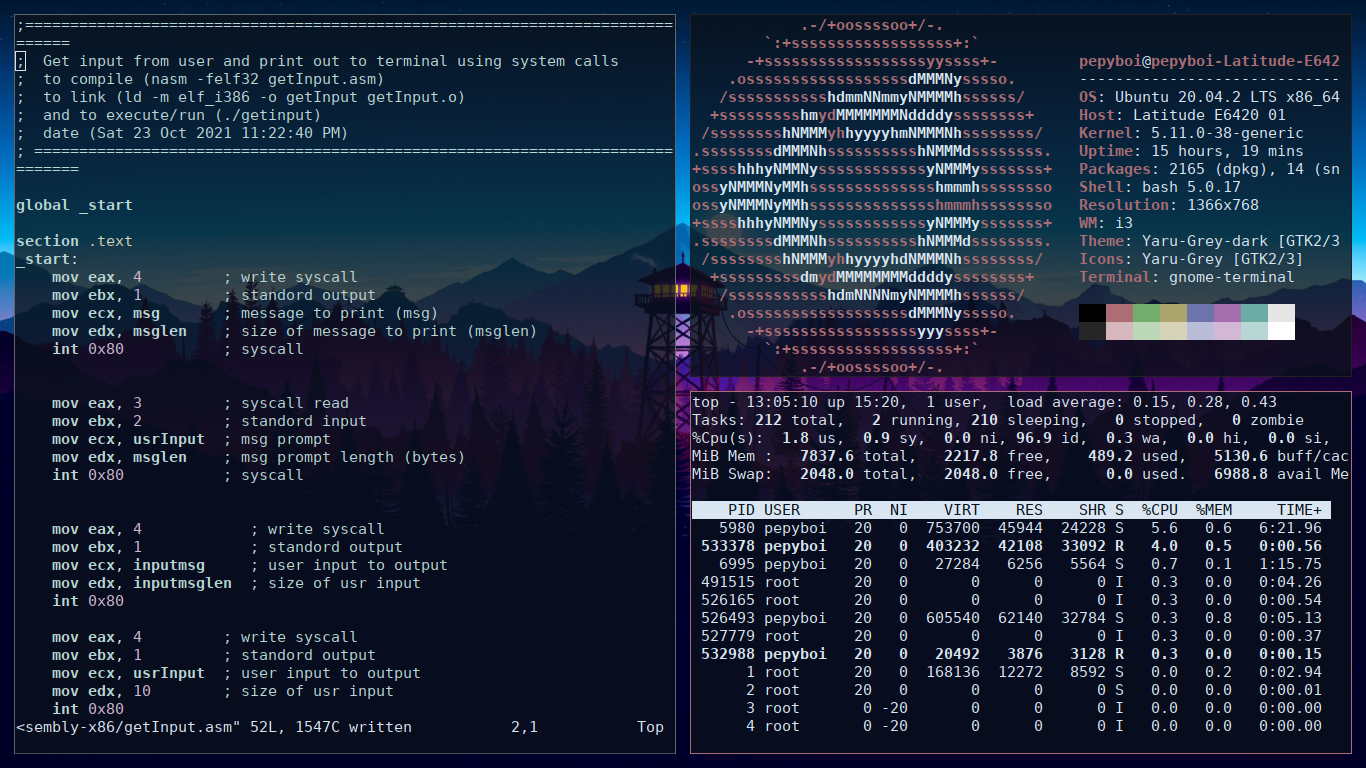 ;========================================================================
======
;  Get input from user and print out to terminal using system calls
;  to compile (nasm -felf32 getInput.asm)
;  to link (ld -m elf_i386 -o getInput getInput.o)
;  and to execute/run (./getinput)
;  date (Sat 23 Oct 2021 11:22:40 PM)
; =======================================================================
=======
global _start
section .text
_start:
    mov eax, 4         ; write syscall
    mov ebx, 1         ; standard output
    mov ecx, msg       ; message to print (msg)
    mov edx, msglen    ; size of message to print (msglen)
    int 0x80           ; syscall
    mov eax, 3         ; syscall read
    mov ebx, 2         ; standard input
    mov ecx, usrInput  ; msg prompt
    mov edx, msglen    ; msg prompt length (bytes)
    int 0x80           ; syscall
    mov eax, 4            ; write syscall
    mov ebx, 1            ; standord output
    mov ecx, inputmsg     ; user input to output
    mov edx, inputmsglen  ; size of usr input
    int 0x80
    mov eax, 4         ; write syscall
    mov ebx, 1         ; standord output
    mov ecx, usrInput  ; user input to output
    mov edx, 10        ; size of usr input
    int 0x80
<sembly-x86/getInput.asm" 52L, 1547C written           2,1           Top
            .-/+oossssoo+/-.
        `:+ssssssssssssssssss+:`
      -+ssssssssssssssssssyyssss+-
    .ossssssssssssssssssdMMMNysssso.
   /ssssssssssshdmmNNmmyNMMMMhssssss/
  +ssssssssshmydMMMMMMMNddddyssssssss+
 /sssssssshNMMMyhhyyyyhmNMMMNhssssssss/
.ssssssssdMMMNhsssssssssshNMMMdssssssss.
+sssshhhyNMMNyssssssssssssyNMMMysssssss+
ossyNMMMNyMMhsssssssssssssshmmmhssssssso
ossyNMMMNyMMhsssssssssssssshmmmhssssssso
+sssshhhyNMMNyssssssssssssyNMMMysssssss+
.ssssssssdMMMNhsssssssssshNMMMdssssssss.
 /sssssssshNMMMyhhyyyyhdNMMMNhssssssss/
  +sssssssssdmydMMMMMMMMddddyssssssss+
   /ssssssssssshdmNNNNmyNMMMMhssssss/
    .ossssssssssssssssssdMMMNysssso.
      -+sssssssssssssssssyyyssss+-
        `:+ssssssssssssssssss+:`
            .-/+oossssoo+/-.
pepyboi@pepyboi-Latitude-E642
-----------------------------
OS: Ubuntu 20.04.2 LTS x86_64
Host: Latitude E6420 01
Kernel: 5.11.0-38-generic
Uptime: 15 hours, 19 mins
Packages: 2165 (dpkg), 14 (sn
Shell: bash 5.0.17
Resolution: 1366x768
WM: i3
Theme: Yaru-Grey-dark [GTK2/3
Icons: Yaru-Grey [GTK2/3]
Terminal: gnome-terminal
top - 13:05:10 up 15:20,  1 user,  load average: 0.15, 0.28, 0.43
Tasks: 212 total,   2 running, 210 sleeping,   0 stopped,   0 zombie
%Cpu(s):  1.8 us,  0.9 sy,  0.0 ni, 96.9 id,  0.3 wa,  0.0 hi,  0.0 si,
MiB Mem :   7837.6 total,   2217.8 free,    489.2 used,   5130.6 buff/cac
MiB Swap:   2048.0 total,   2048.0 free,      0.0 used.   6988.8 avail Me
    PID USER      PR  NI    VIRT    RES    SHR S  %CPU  %MEM     TIME+
   5980 pepyboi   20   0  753700  45944  24228 S   5.6   0.6   6:21.96
 533378 pepyboi   20   0  403232  42108  33092 R   4.0   0.5   0:00.56
   6995 pepyboi   20   0   27284   6256   5564 S   0.7   0.1   1:15.75
 491515 root      20   0       0      0      0 I   0.3   0.0   0:04.26
 526165 root      20   0       0      0      0 I   0.3   0.0   0:00.54
 526493 pepyboi   20   0  605540  62140  32784 S   0.3   0.8   0:05.13
 527779 root      20   0       0      0      0 I   0.3   0.0   0:00.37
 532988 pepyboi   20   0   20492   3876   3128 R   0.3   0.0   0:00.15
      1 root      20   0  168136  12272   8592 S   0.0   0.2   0:02.94
      2 root      20   0       0      0      0 S   0.0   0.0   0:00.01
      3 root       0 -20       0      0      0 I   0.0   0.0   0:00.00
      4 root       0 -20       0      0      0 I   0.0   0.0   0:00.00